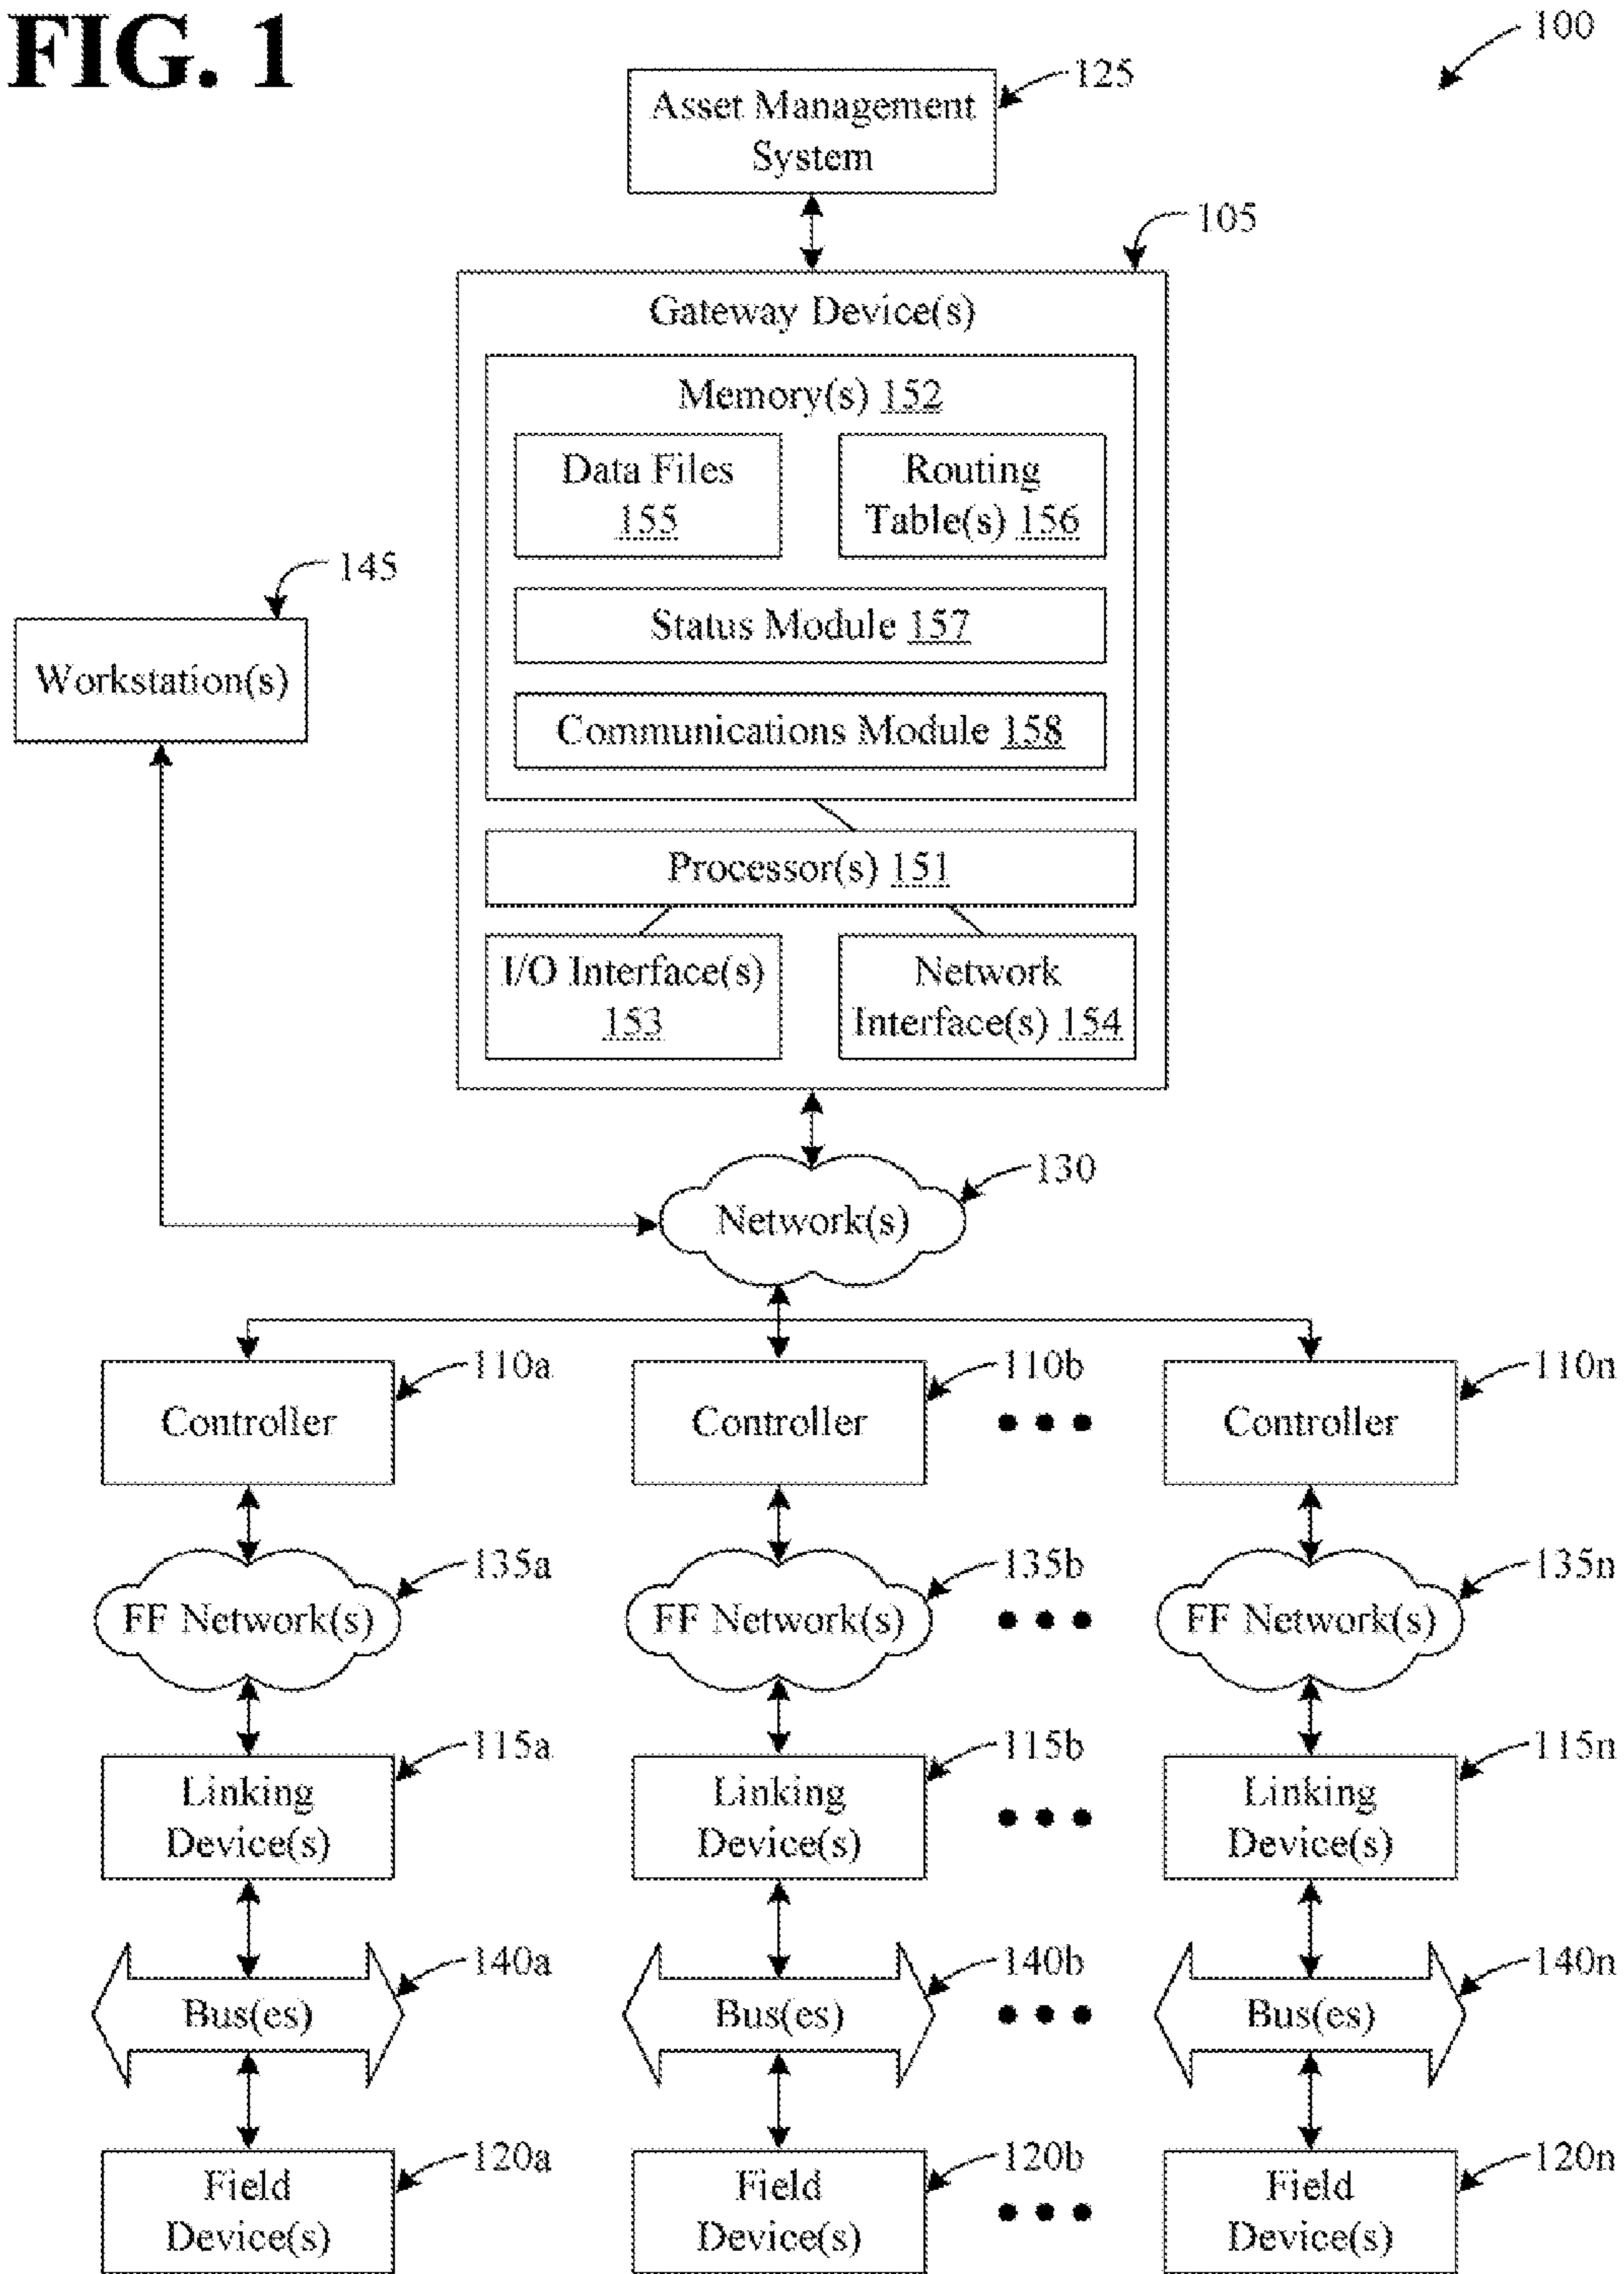 FIG. 1
100
125
Asset Management
System
105
Gateway Device(s)
Memory(s) 152
Data Files
155
Routing
Table(s) 156
Status Module 157
Communications Module 158
Processor(s) 151
I/O Interface(s)
153
Network
Interface(s) 154
145
Workstation(s)
130
Network(s)
110a
Controller
110b
Controller
110n
Controller
135a
FF Network(s)
135b
FF Network(s)
135n
FF Network(s)
115a
Linking
Device(s)
115b
Linking
Device(s)
115n
Linking
Device(s)
140a
Bus(es)
140b
Bus(es)
140n
Bus(es)
120a
Field
Device(s)
120b
Field
Device(s)
120n
Field
Device(s)